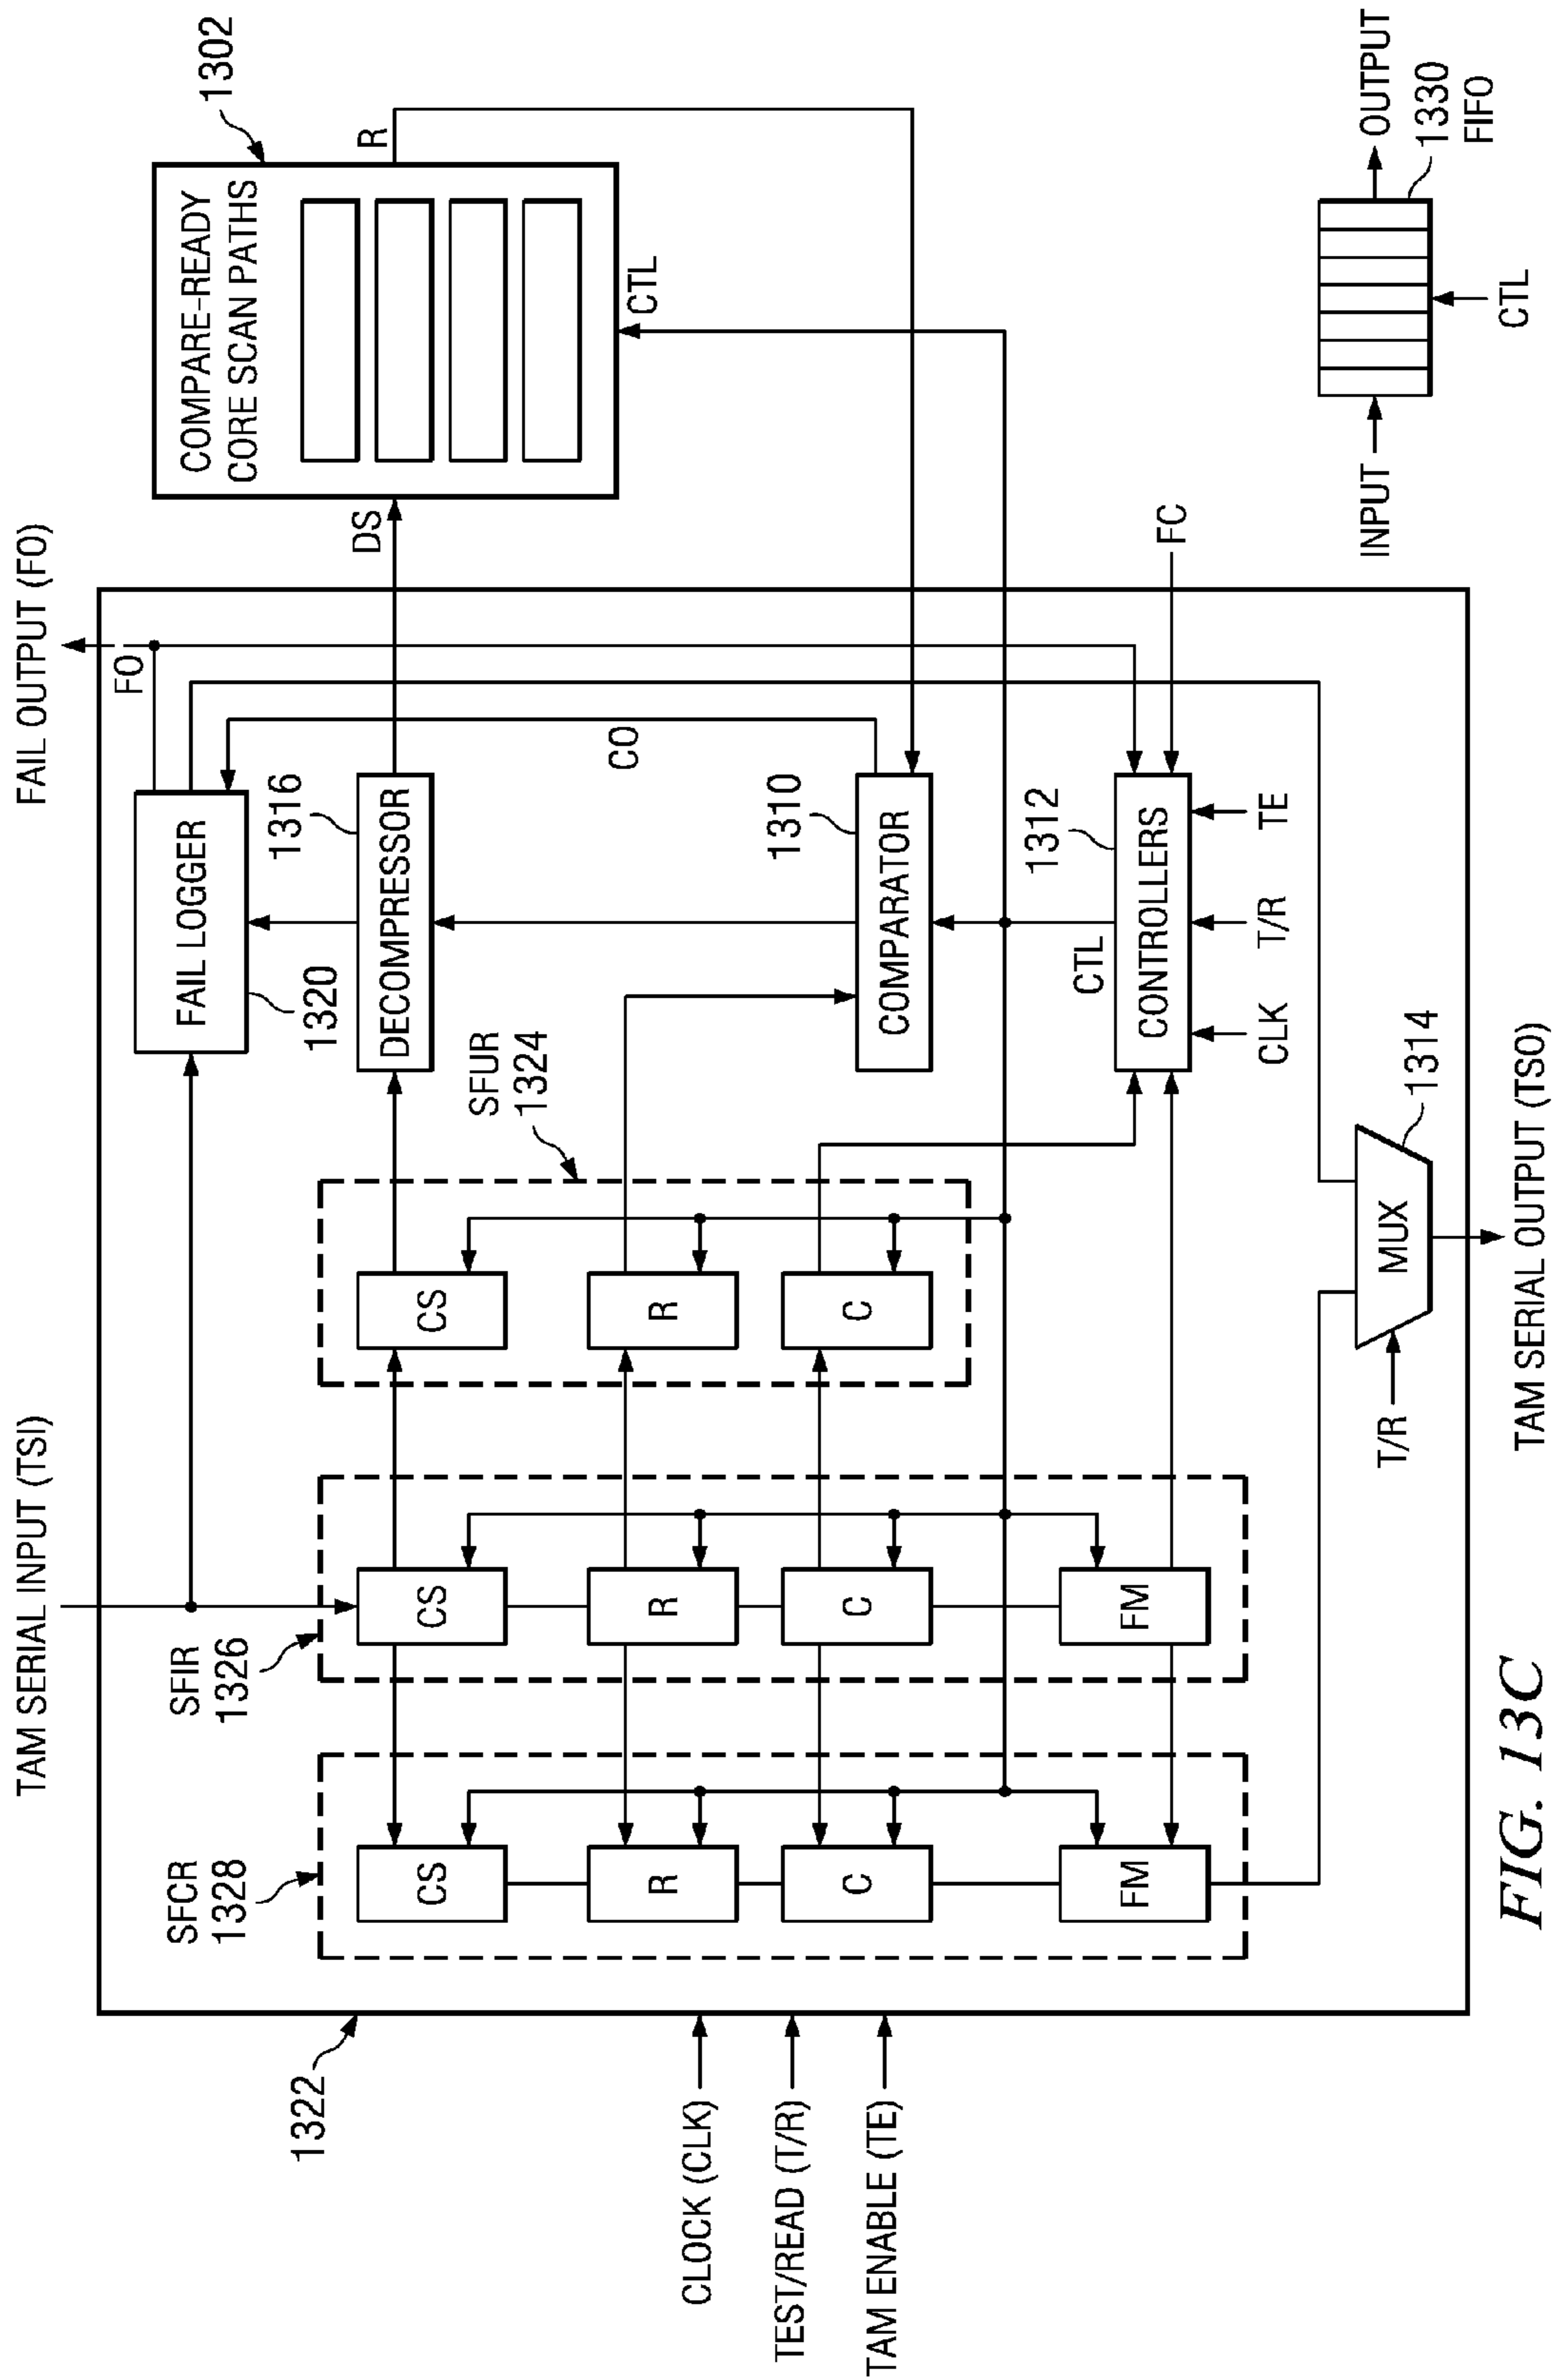 TAM SERIAL INPUT (TSI)
FAIL OUTPUT (FO)
FO
SFCR
1328
SFIR
1326
FAIL LOGGER
1320
1322
CS
CS
CS
SFUR
1324
DECOMPRESSOR
1316
DS
COMPARE-READY
CORE SCAN PATHS
1302
R
CTL
CO
R
R
R
COMPARATOR
1310
C
C
C
CTL
1312
CONTROLLERS
FM
FM
FC
CLK
T/R
TE
CLOCK (CLK)
TEST/READ (T/R)
TAM ENABLE (TE)
T/R
MUX
1314
TAM SERIAL OUTPUT (TSO)
INPUT
OUTPUT
1330
FIFO
CTL
FIG. 13C